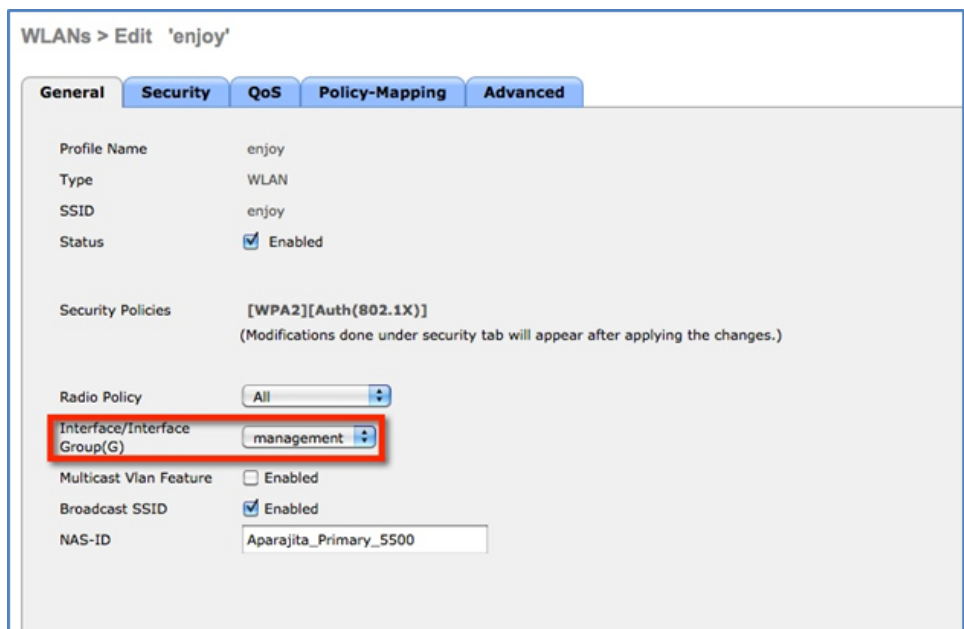 WLANs > Edit 'enjoy'
General Security QoS Policy-Mapping Advanced
Profile Name enjoy
Type WLAN
SSID enjoy
Status Enabled
Security Policies [WPA2][Auth(802.1X)]
(Modifications done under security tab will appear after applying the changes.)
Radio Policy All
Interface/Interface
Group(G) management
Multicast Vlan Feature Enabled
Broadcast SSID Enabled
NAS-ID Aparajita_Primary_5500